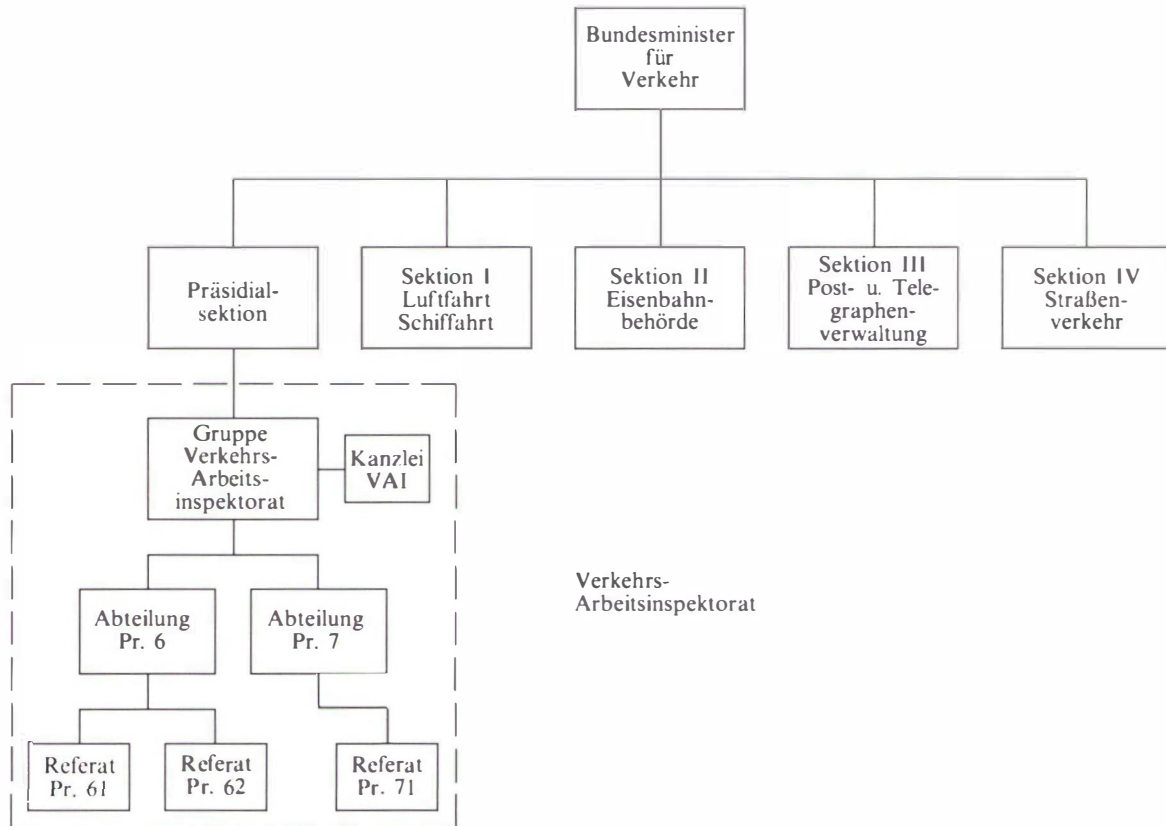 Bundesminister
für
Verkehr
Präsidial-
sektion
Sektion I
Luftfahrt
Schiffahrt
Sektion II
Eisenbahn-
behörde
Sektion III
Post- u. Tele-
graphen-
verwaltung
Sektion IV
Straßen-
verkehr
Gruppe
Verkehrs-
Arbeits-
inspektorat
Kanzlei
VAI
Abteilung
Pr. 6
Abteilung
Pr. 7
Verkehrs-
Arbeitsinspektorat
Referat
Pr. 61
Referat
Pr. 62
Referat
Pr. 71